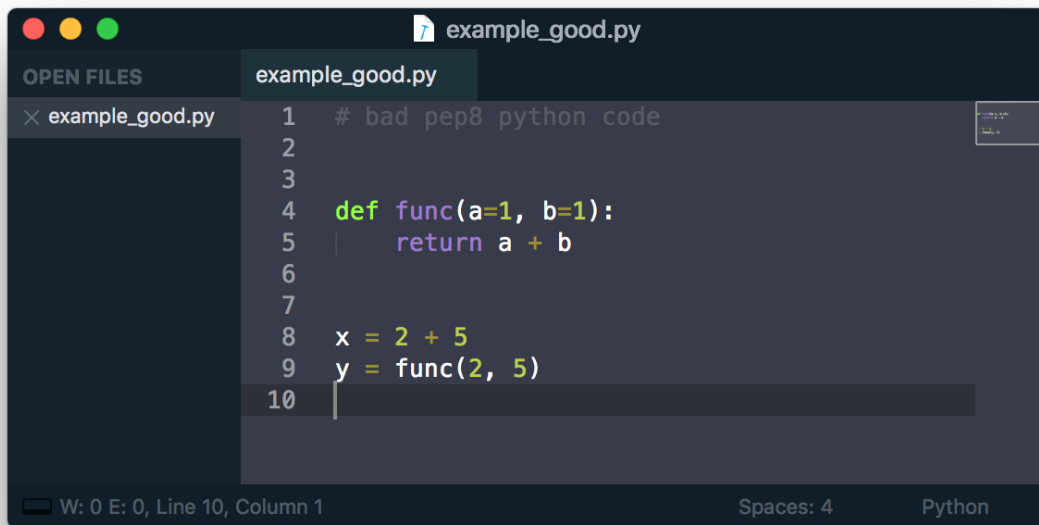 example_good.py
OPEN FILES
example_good.py
example_good.py
1 # bad pep8 python code
2
3
4 def func(a=1, b=1):
5     return a + b
6
7
8 x = 2 + 5
9 y = func(2, 5)
10
W: 0 E: 0, Line 10, Column 1
Spaces: 4
Python